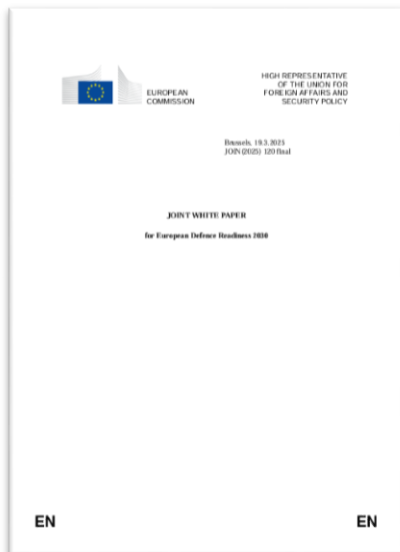 EUROPEAN
COMMISSION
HIGH REPRESENTATIVE
OF THE UNION FOR
FOREIGN AFFAIRS AND
SECURITY POLICY
Brussels, 19.3.2025
JOIN(2025) 120 final
JOINT WHITE PAPER
for European Defence Readiness 2030
EN
EN